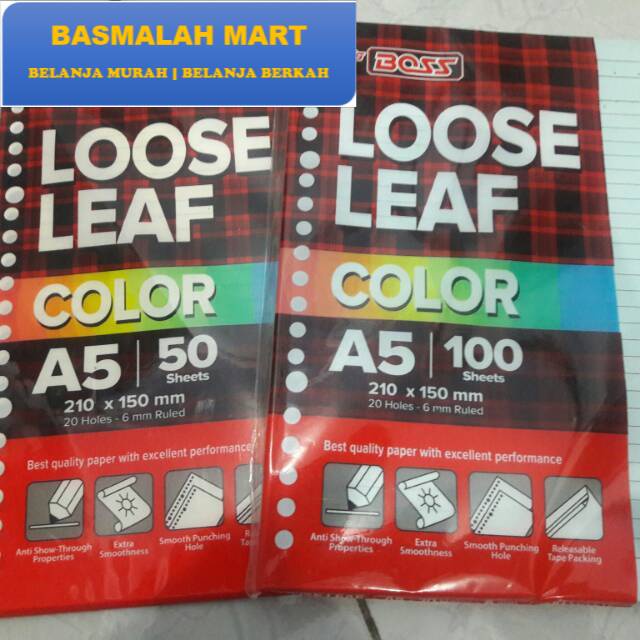 BASMALAH MART
BELANJA MURAH | BELANJA BERKAH
LOOSE
LEAF
COLOR
A5 | 50
Sheets
210 x 150 mm
20 Holes - 6 mm Ruled
Best quality paper with excellent performance
Anti Show-Through
Properties
Extra
Smoothness
Smooth Punching
Hole
BOSS
LOOSE
LEAF
COLOR
A5 | 100
Sheets
210 x 150 mm
20 Holes - 6 mm Ruled
Best quality paper with excellent performance
Anti Show-Through
Properties
Extra
Smoothness
Smooth Punching
Hole
Releasable
Tape Packing